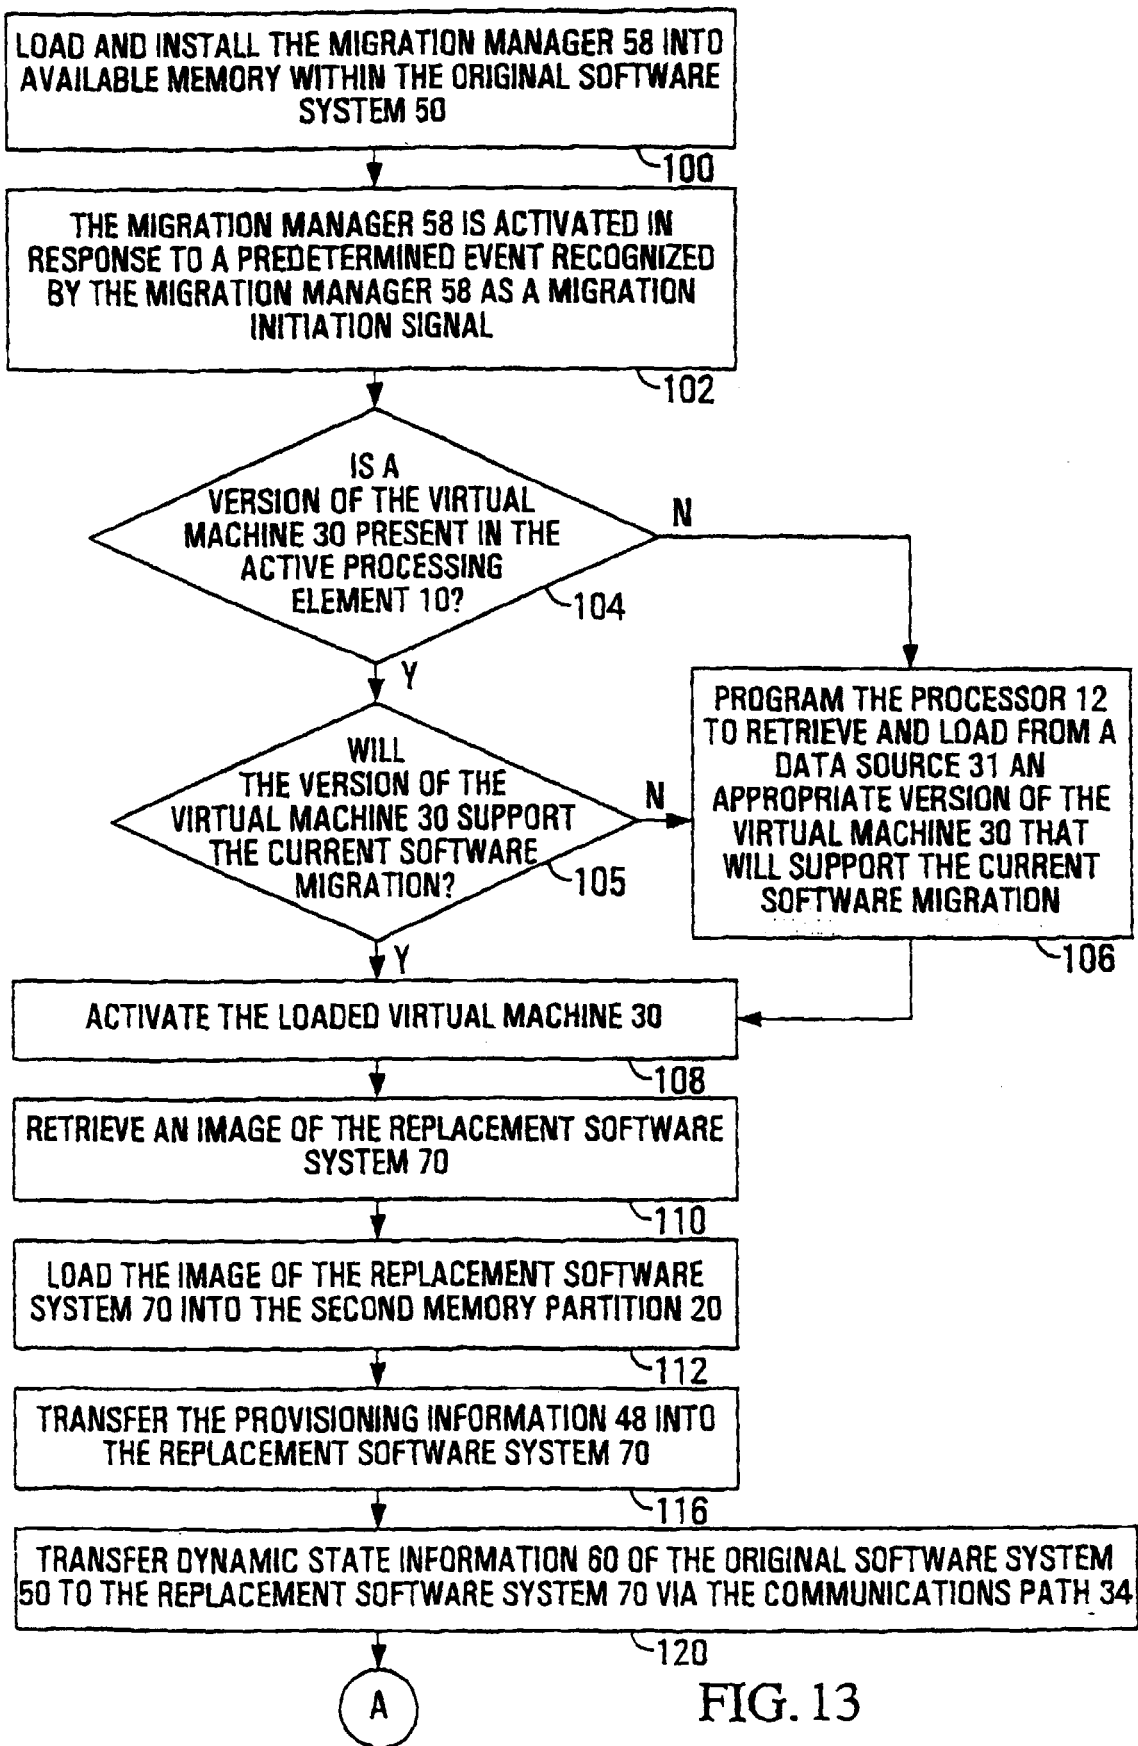 LOAD AND INSTALL THE MIGRATION MANAGER 58 INTO
AVAILABLE MEMORY WITHIN THE ORIGINAL SOFTWARE
SYSTEM 50
100
THE MIGRATION MANAGER 58 IS ACTIVATED IN
RESPONSE TO A PREDETERMINED EVENT RECOGNIZED
BY THE MIGRATION MANAGER 58 AS A MIGRATION
INITIATION SIGNAL
102
IS A
VERSION OF THE VIRTUAL
MACHINE 30 PRESENT IN THE
ACTIVE PROCESSING
ELEMENT 10?
104
N
Y
WILL
THE VERSION OF THE
VIRTUAL MACHINE 30 SUPPORT
THE CURRENT SOFTWARE
MIGRATION?
105
N
Y
PROGRAM THE PROCESSOR 12
TO RETRIEVE AND LOAD FROM A
DATA SOURCE 31 AN
APPROPRIATE VERSION OF THE
VIRTUAL MACHINE 30 THAT
WILL SUPPORT THE CURRENT
SOFTWARE MIGRATION
106
ACTIVATE THE LOADED VIRTUAL MACHINE 30
108
RETRIEVE AN IMAGE OF THE REPLACEMENT SOFTWARE
SYSTEM 70
110
LOAD THE IMAGE OF THE REPLACEMENT SOFTWARE
SYSTEM 70 INTO THE SECOND MEMORY PARTITION 20
112
TRANSFER THE PROVISIONING INFORMATION 48 INTO
THE REPLACEMENT SOFTWARE SYSTEM 70
116
TRANSFER DYNAMIC STATE INFORMATION 60 OF THE ORIGINAL SOFTWARE SYSTEM
50 TO THE REPLACEMENT SOFTWARE SYSTEM 70 VIA THE COMMUNICATIONS PATH 34
120
A
FIG. 13